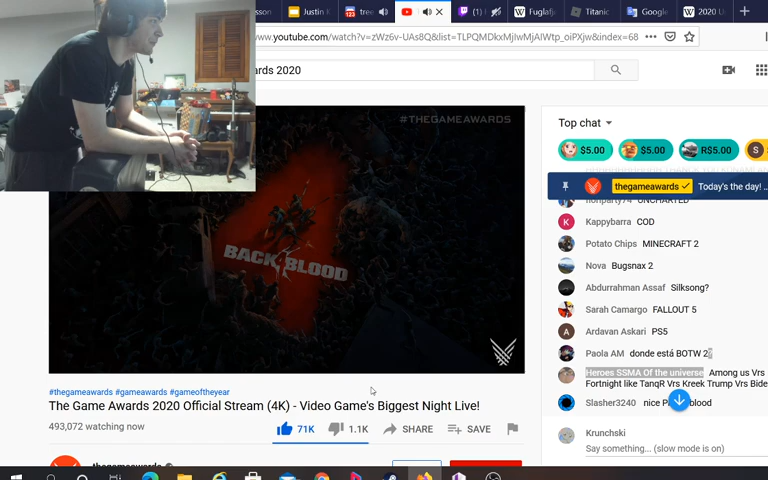 sson
Justin K
tree
(1)
Fuglafj
Titanic
Google
2020 U
ww.youtube.com/watch?v=zWz6v-UAs8Q&list=TLPQMDkxMjIwMjAIWtp_oiPXjw&index=68
ards 2020
#THEGAMEAWARDS
4
BACK BLOOD
#thegameawards #gameawards #gameoftheyear
The Game Awards 2020 Official Stream (4K) - Video Game's Biggest Night Live!
493,072 watching now
71K
1.1K
SHARE
SAVE
thegameawards
Top chat
$5.00
$5.00
R$5.00
S
thegameawards Today's the day! ...
UNCHARTED
Kappybarra COD
Potato Chips MINECRAFT 2
Nova Bugsnax 2
Abdurrahman Assaf Silksong?
Sarah Camargo FALLOUT 5
Ardavan Askari PS5
Paola AM donde está BOTW 2
Heroes SSMA Of the universe Among us Vrs
Fortnight like TanqR Vrs Kreek Trump Vrs Bide
Slasher3240 nice blood
Krunchski
Say something... (slow mode is on)